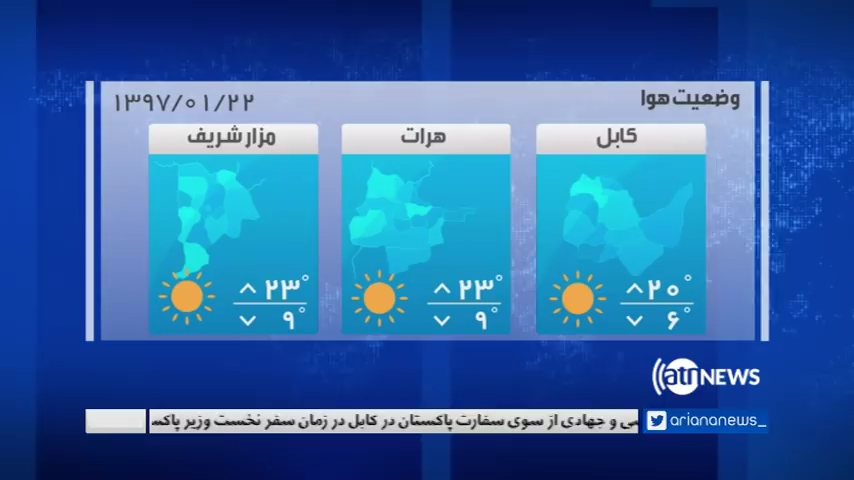 وضعیت هوا
۱۳۹۷/۰۱/۲۲
کابل
۲۰°
۶°
هرات
۲۳°
۹°
مزار شریف
۲۳°
۹°
atn NEWS
و جهادی از سوی سفارت پاکستان در کابل در زمان سفر نخست وزیر
ariananews_